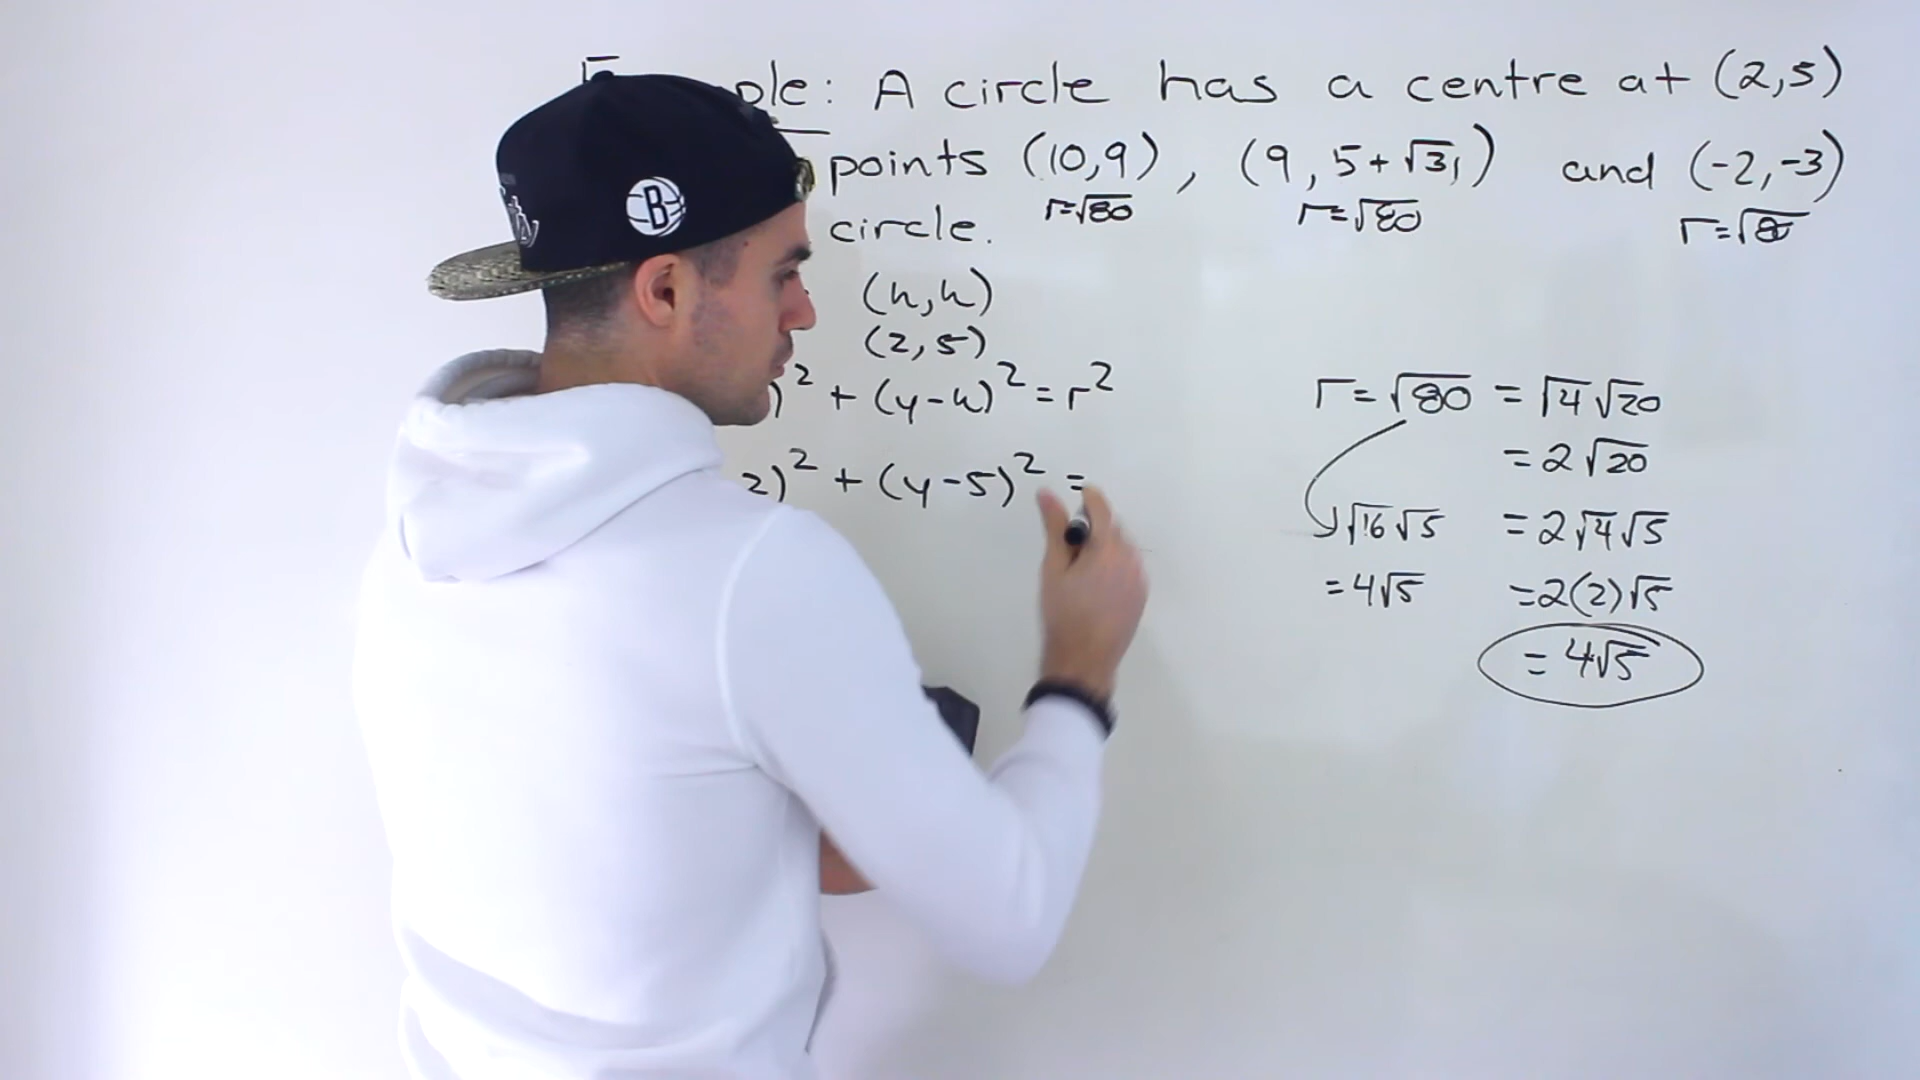 ple: A circle has a centre at (2,5)
points (10,9), (9, 5+√31) and (-2,-3)
r=√80 r=√80 r=√80
circle.
(h,k)
(2,5)
)² + (y-k)² = r²
2)² + (y-5)² =
r=√80 = √4√20
= 2√20
√16√5 = 2√4√5
= 4√5 =2(2)√5
= 4√5
B